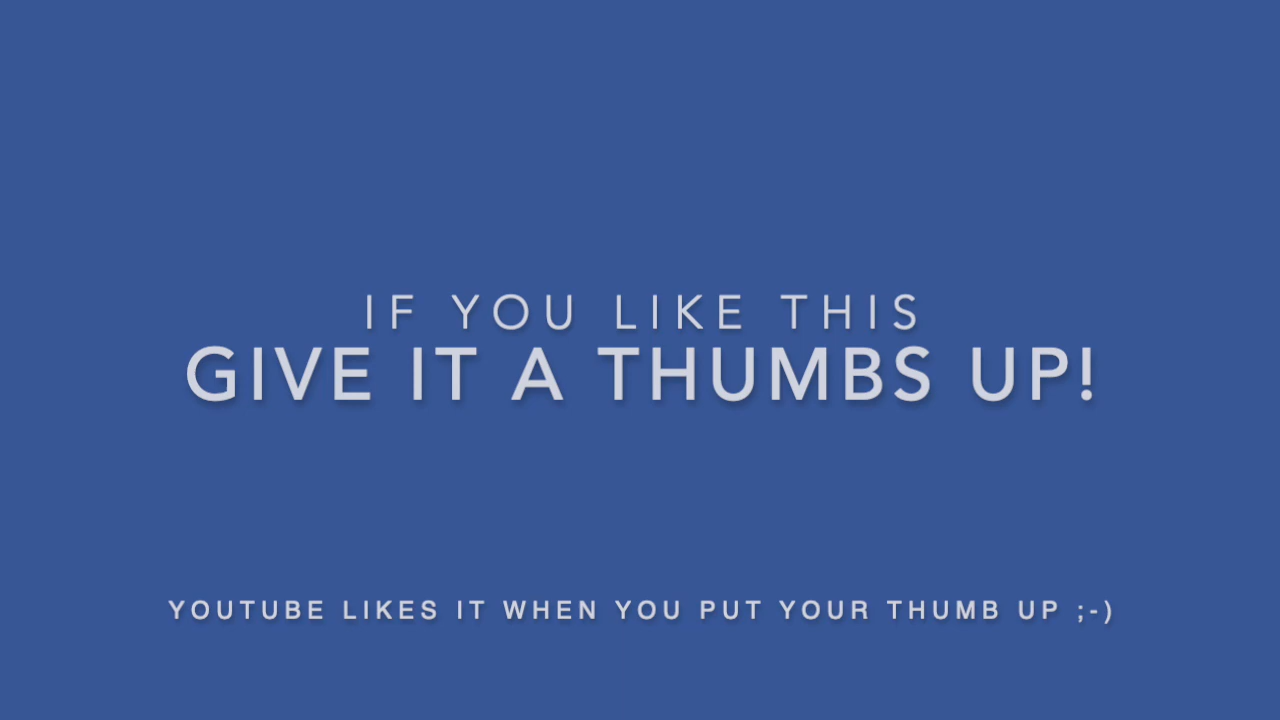 IF YOU LIKE THIS
GIVE IT A THUMBS UP!
YOUTUBE LIKES IT WHEN YOU PUT YOUR THUMB UP ;-)